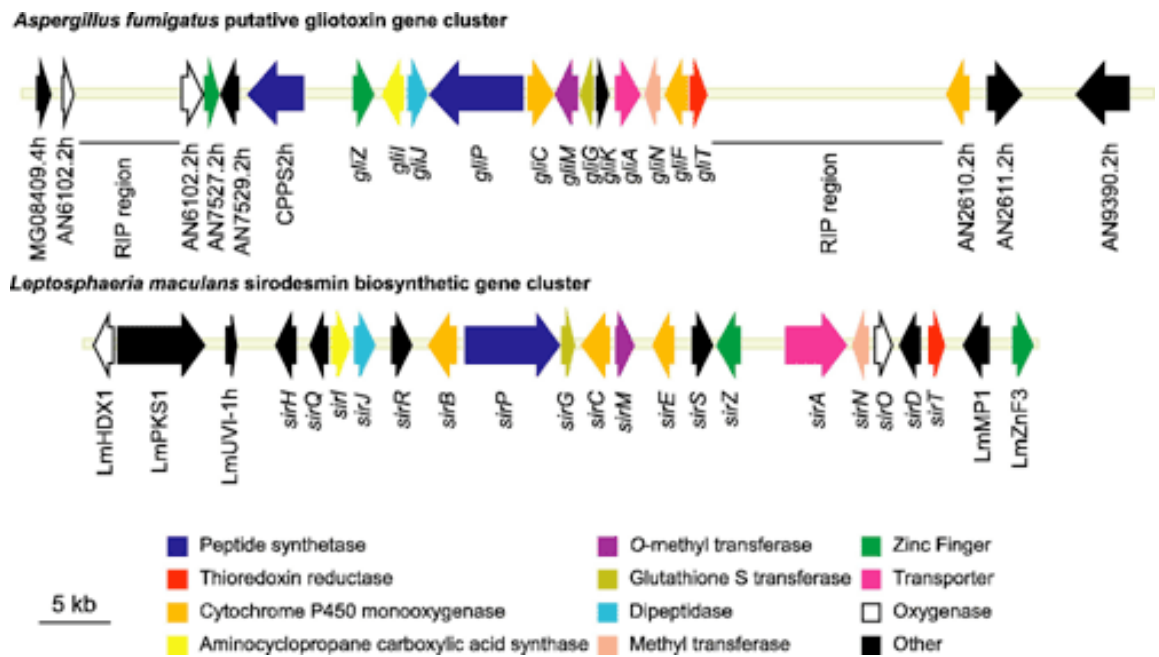 Aspergillus fumigatus putative gliotoxin gene cluster
MG08409.4h
AN6102.2h
RIP region
AN6102.2h
AN7527.2h
AN7529.2h
CPPS2h
gliZ
gliI
gliJ
gliP
gliC
gliM
gliG
gliK
gliA
gliN
gliF
gliT
RIP region
AN2610.2h
AN2611.2h
AN9390.2h
Leptosphaeria maculans sirodesmin biosynthetic gene cluster
LmHDX1
LmPKS1
LmUVI-1h
sirH
sirQ
sirI
sirJ
sirR
sirB
sirP
sirG
sirC
sirM
sirE
sirS
sirZ
sirA
sirN
sirO
sirD
sirT
LmMP1
LmZnF3
5 kb
Peptide synthetase
Thioredoxin reductase
Cytochrome P450 monooxygenase
Aminocyclopropane carboxylic acid synthase
O-methyl transferase
Glutathione S transferase
Dipeptidase
Methyl transferase
Zinc Finger
Transporter
Oxygenase
Other